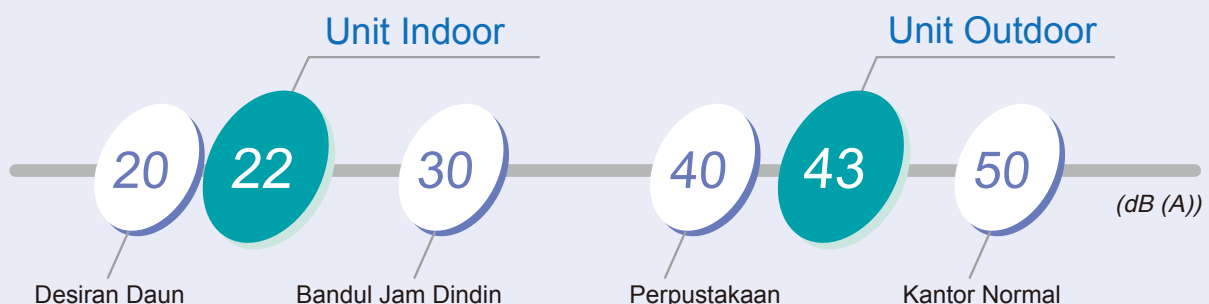 Unit Indoor
Unit Outdoor
20
22
30
40
43
50
(dB (A))
Desiran Daun
Bandul Jam Dindin
Perpustakaan
Kantor Normal